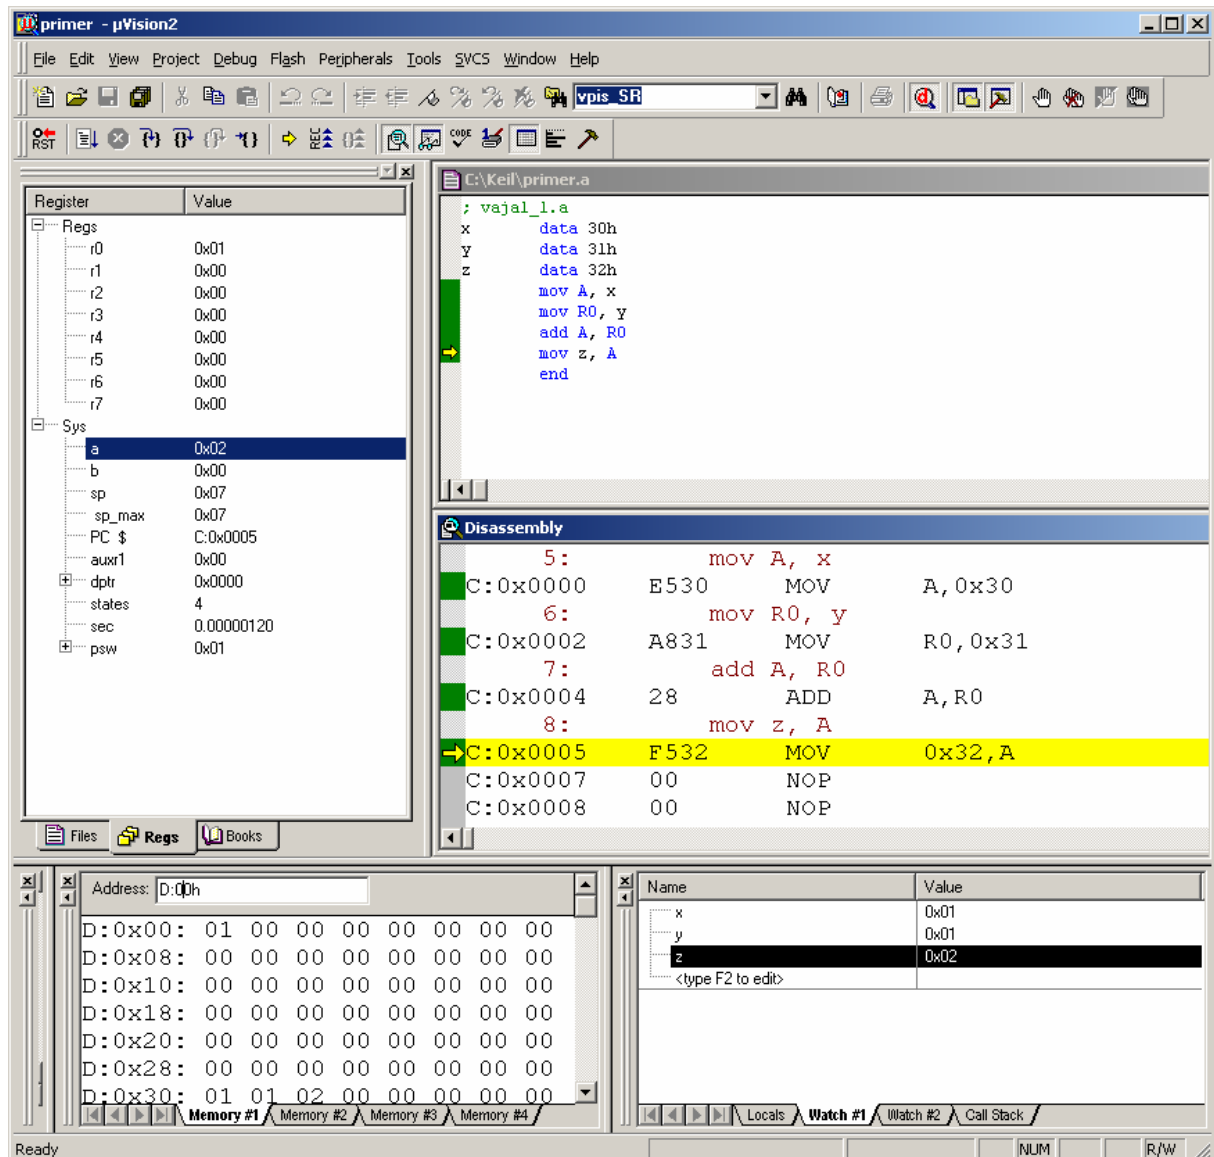 primer - µVision2
File Edit View Project Debug Flash Peripherals Tools SVCS Window Help
vpis_SR
RST
CODE
Register Value
Regs
r0 0x01
r1 0x00
r2 0x00
r3 0x00
r4 0x00
r5 0x00
r6 0x00
r7 0x00
Sys
a 0x02
b 0x00
sp 0x07
sp_max 0x07
PC $ C:0x0005
auxr1 0x00
dptr 0x0000
states 4
sec 0.00000120
psw 0x01
Files Regs Books
C:\Keil\primer.a
; vaja1_1.a
x data 30h
y data 31h
z data 32h
mov A, x
mov R0, y
add A, R0
mov z, A
end
Disassembly
5: mov A, x
C:0x0000 E530 MOV A,0x30
6: mov R0, y
C:0x0002 A831 MOV R0,0x31
7: add A, R0
C:0x0004 28 ADD A,R0
8: mov z, A
C:0x0005 F532 MOV 0x32,A
C:0x0007 00 NOP
C:0x0008 00 NOP
Address: D:00h
D:0x00: 01 00 00 00 00 00 00 00
D:0x08: 00 00 00 00 00 00 00 00
D:0x10: 00 00 00 00 00 00 00 00
D:0x18: 00 00 00 00 00 00 00 00
D:0x20: 00 00 00 00 00 00 00 00
D:0x28: 00 00 00 00 00 00 00 00
D:0x30: 01 01 02 00 00 00 00 00
Memory #1 Memory #2 Memory #3 Memory #4
Name Value
x 0x01
y 0x01
z 0x02
<type F2 to edit>
Locals Watch #1 Watch #2 Call Stack
Ready
NUM
R/W